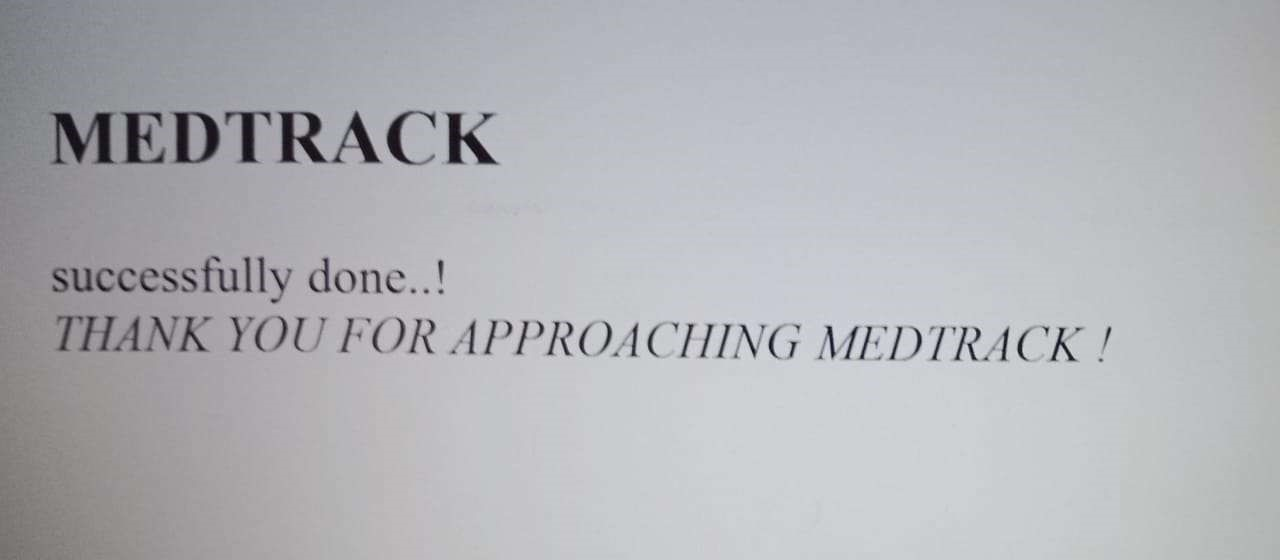 MEDTRACK
successfully done..!
THANK YOU FOR APPROACHING MEDTRACK !